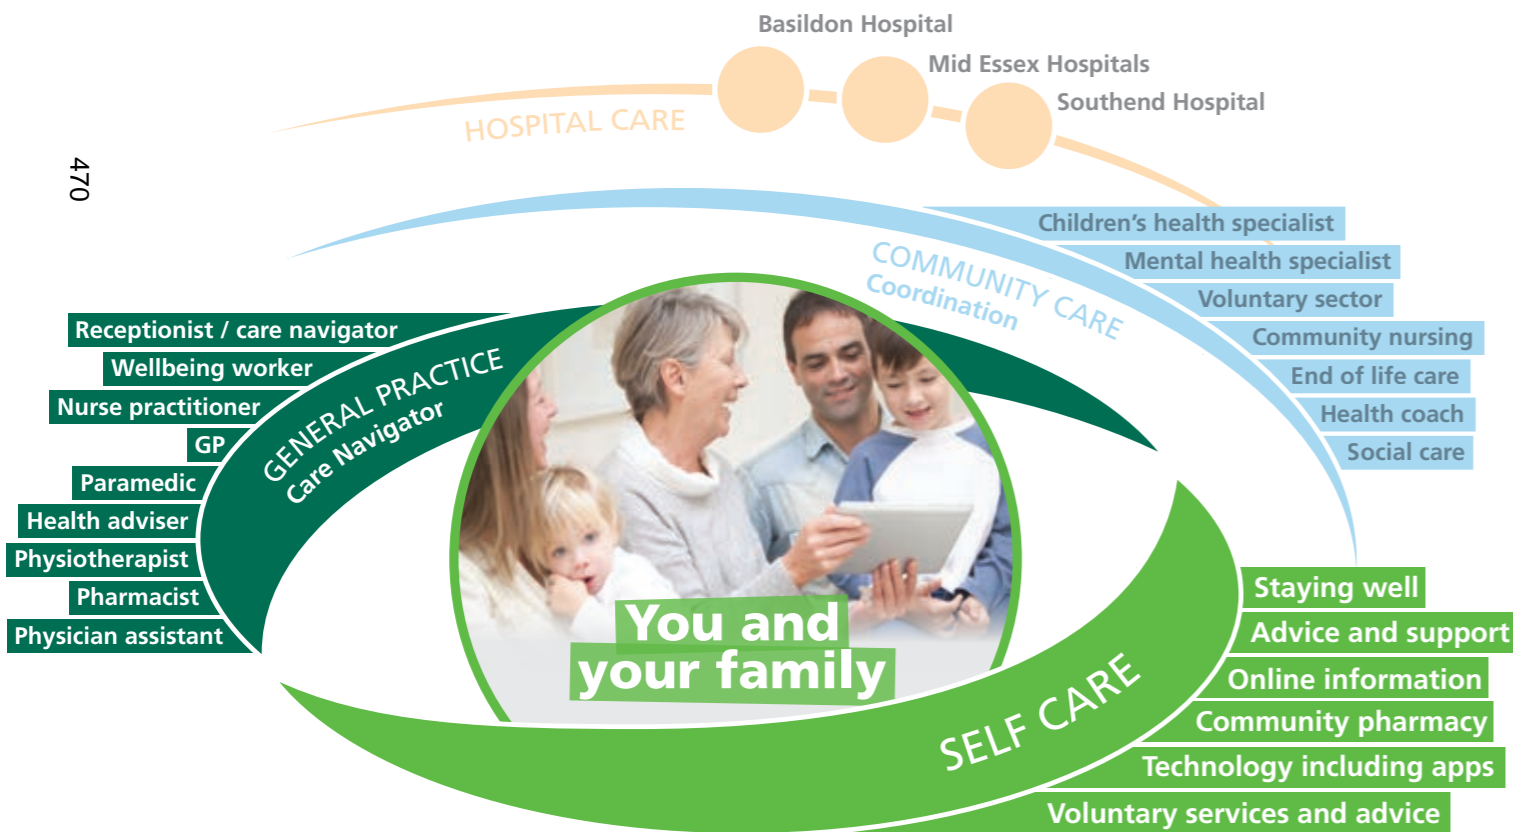 Basildon Hospital
Mid Essex Hospitals
Southend Hospital
HOSPITAL CARE
470
Children's health specialist
Mental health specialist
Voluntary sector
Community nursing
End of life care
Health coach
Social care
COMMUNITY CARE
Coordination
Receptionist / care navigator
Wellbeing worker
Nurse practitioner
GP
Paramedic
Health adviser
Physiotherapist
Pharmacist
Physician assistant
GENERAL PRACTICE
Care Navigator
You and
your family
SELF CARE
Staying well
Advice and support
Online information
Community pharmacy
Technology including apps
Voluntary services and advice